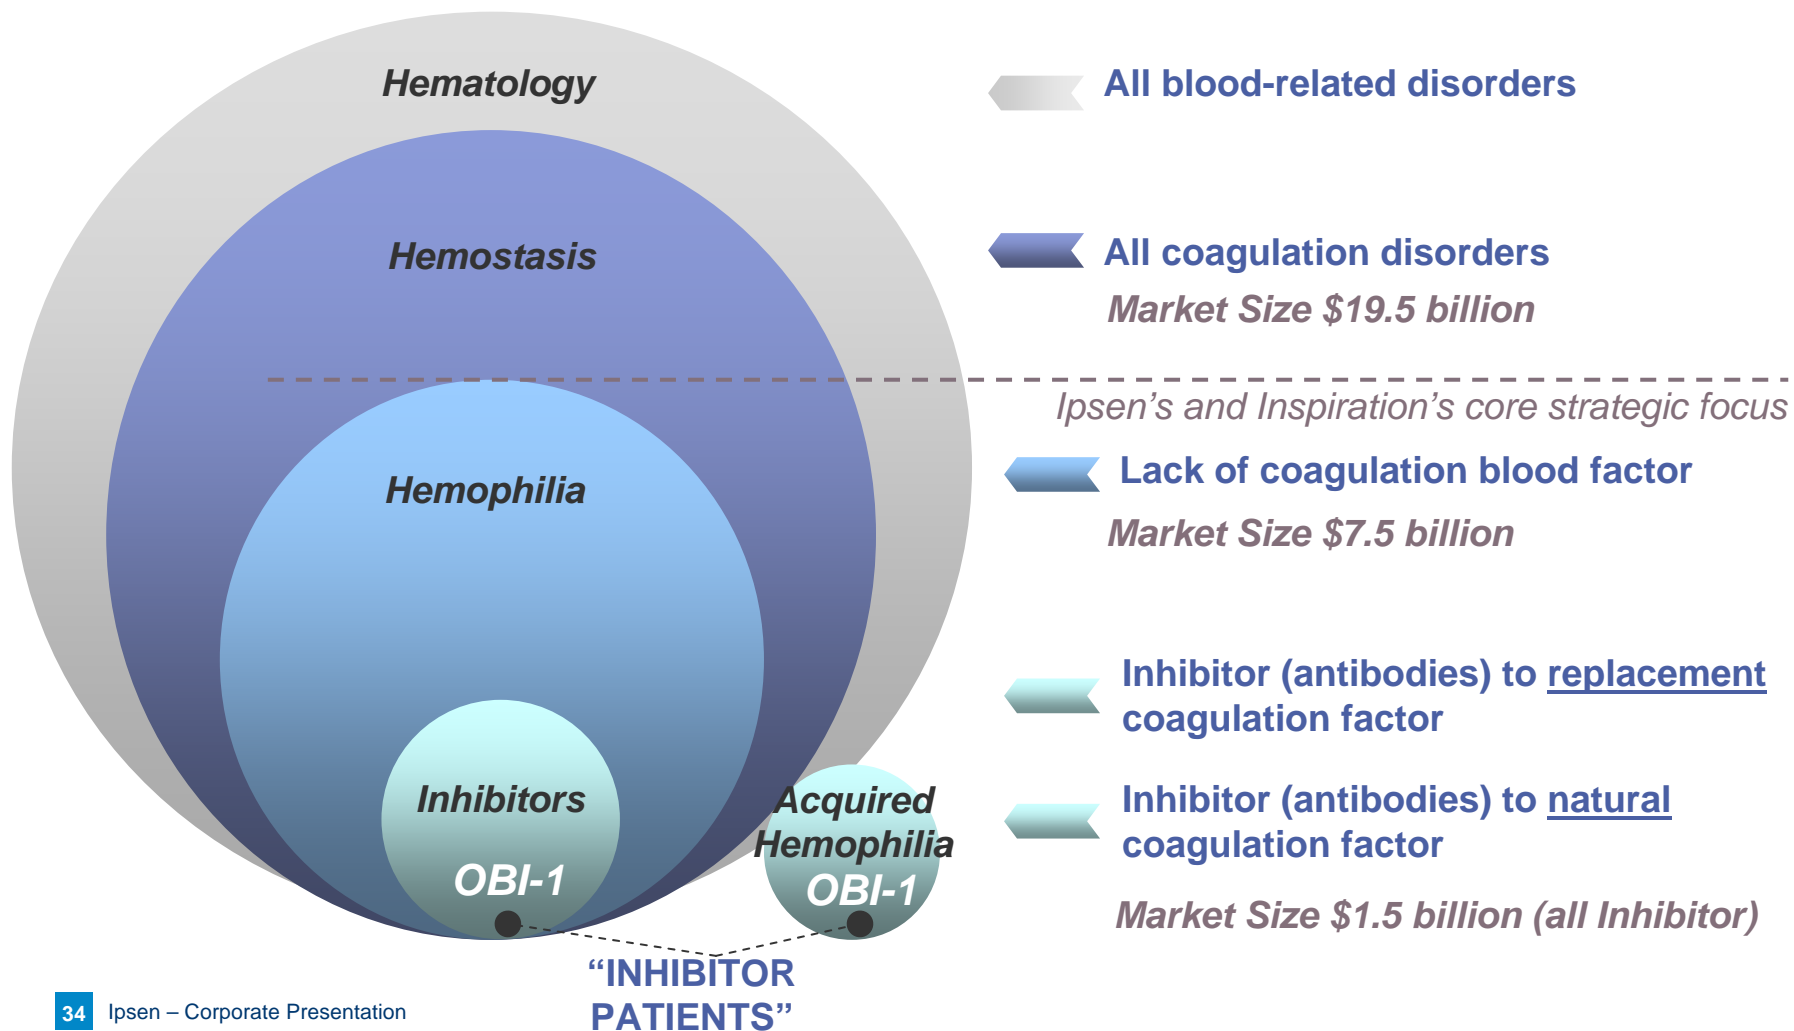 Hematology
All blood-related disorders
Hemostasis
All coagulation disorders
Market Size $19.5 billion
Ipsen’s and Inspiration’s core strategic focus
Hemophilia
Lack of coagulation blood factor
Market Size $7.5 billion
Inhibitor (antibodies) to replacement
coagulation factor
Inhibitors
OBI-1
Acquired
Hemophilia
OBI-1
Inhibitor (antibodies) to natural
coagulation factor
Market Size $1.5 billion (all Inhibitor)
“INHIBITOR
PATIENTS”
34 Ipsen – Corporate Presentation